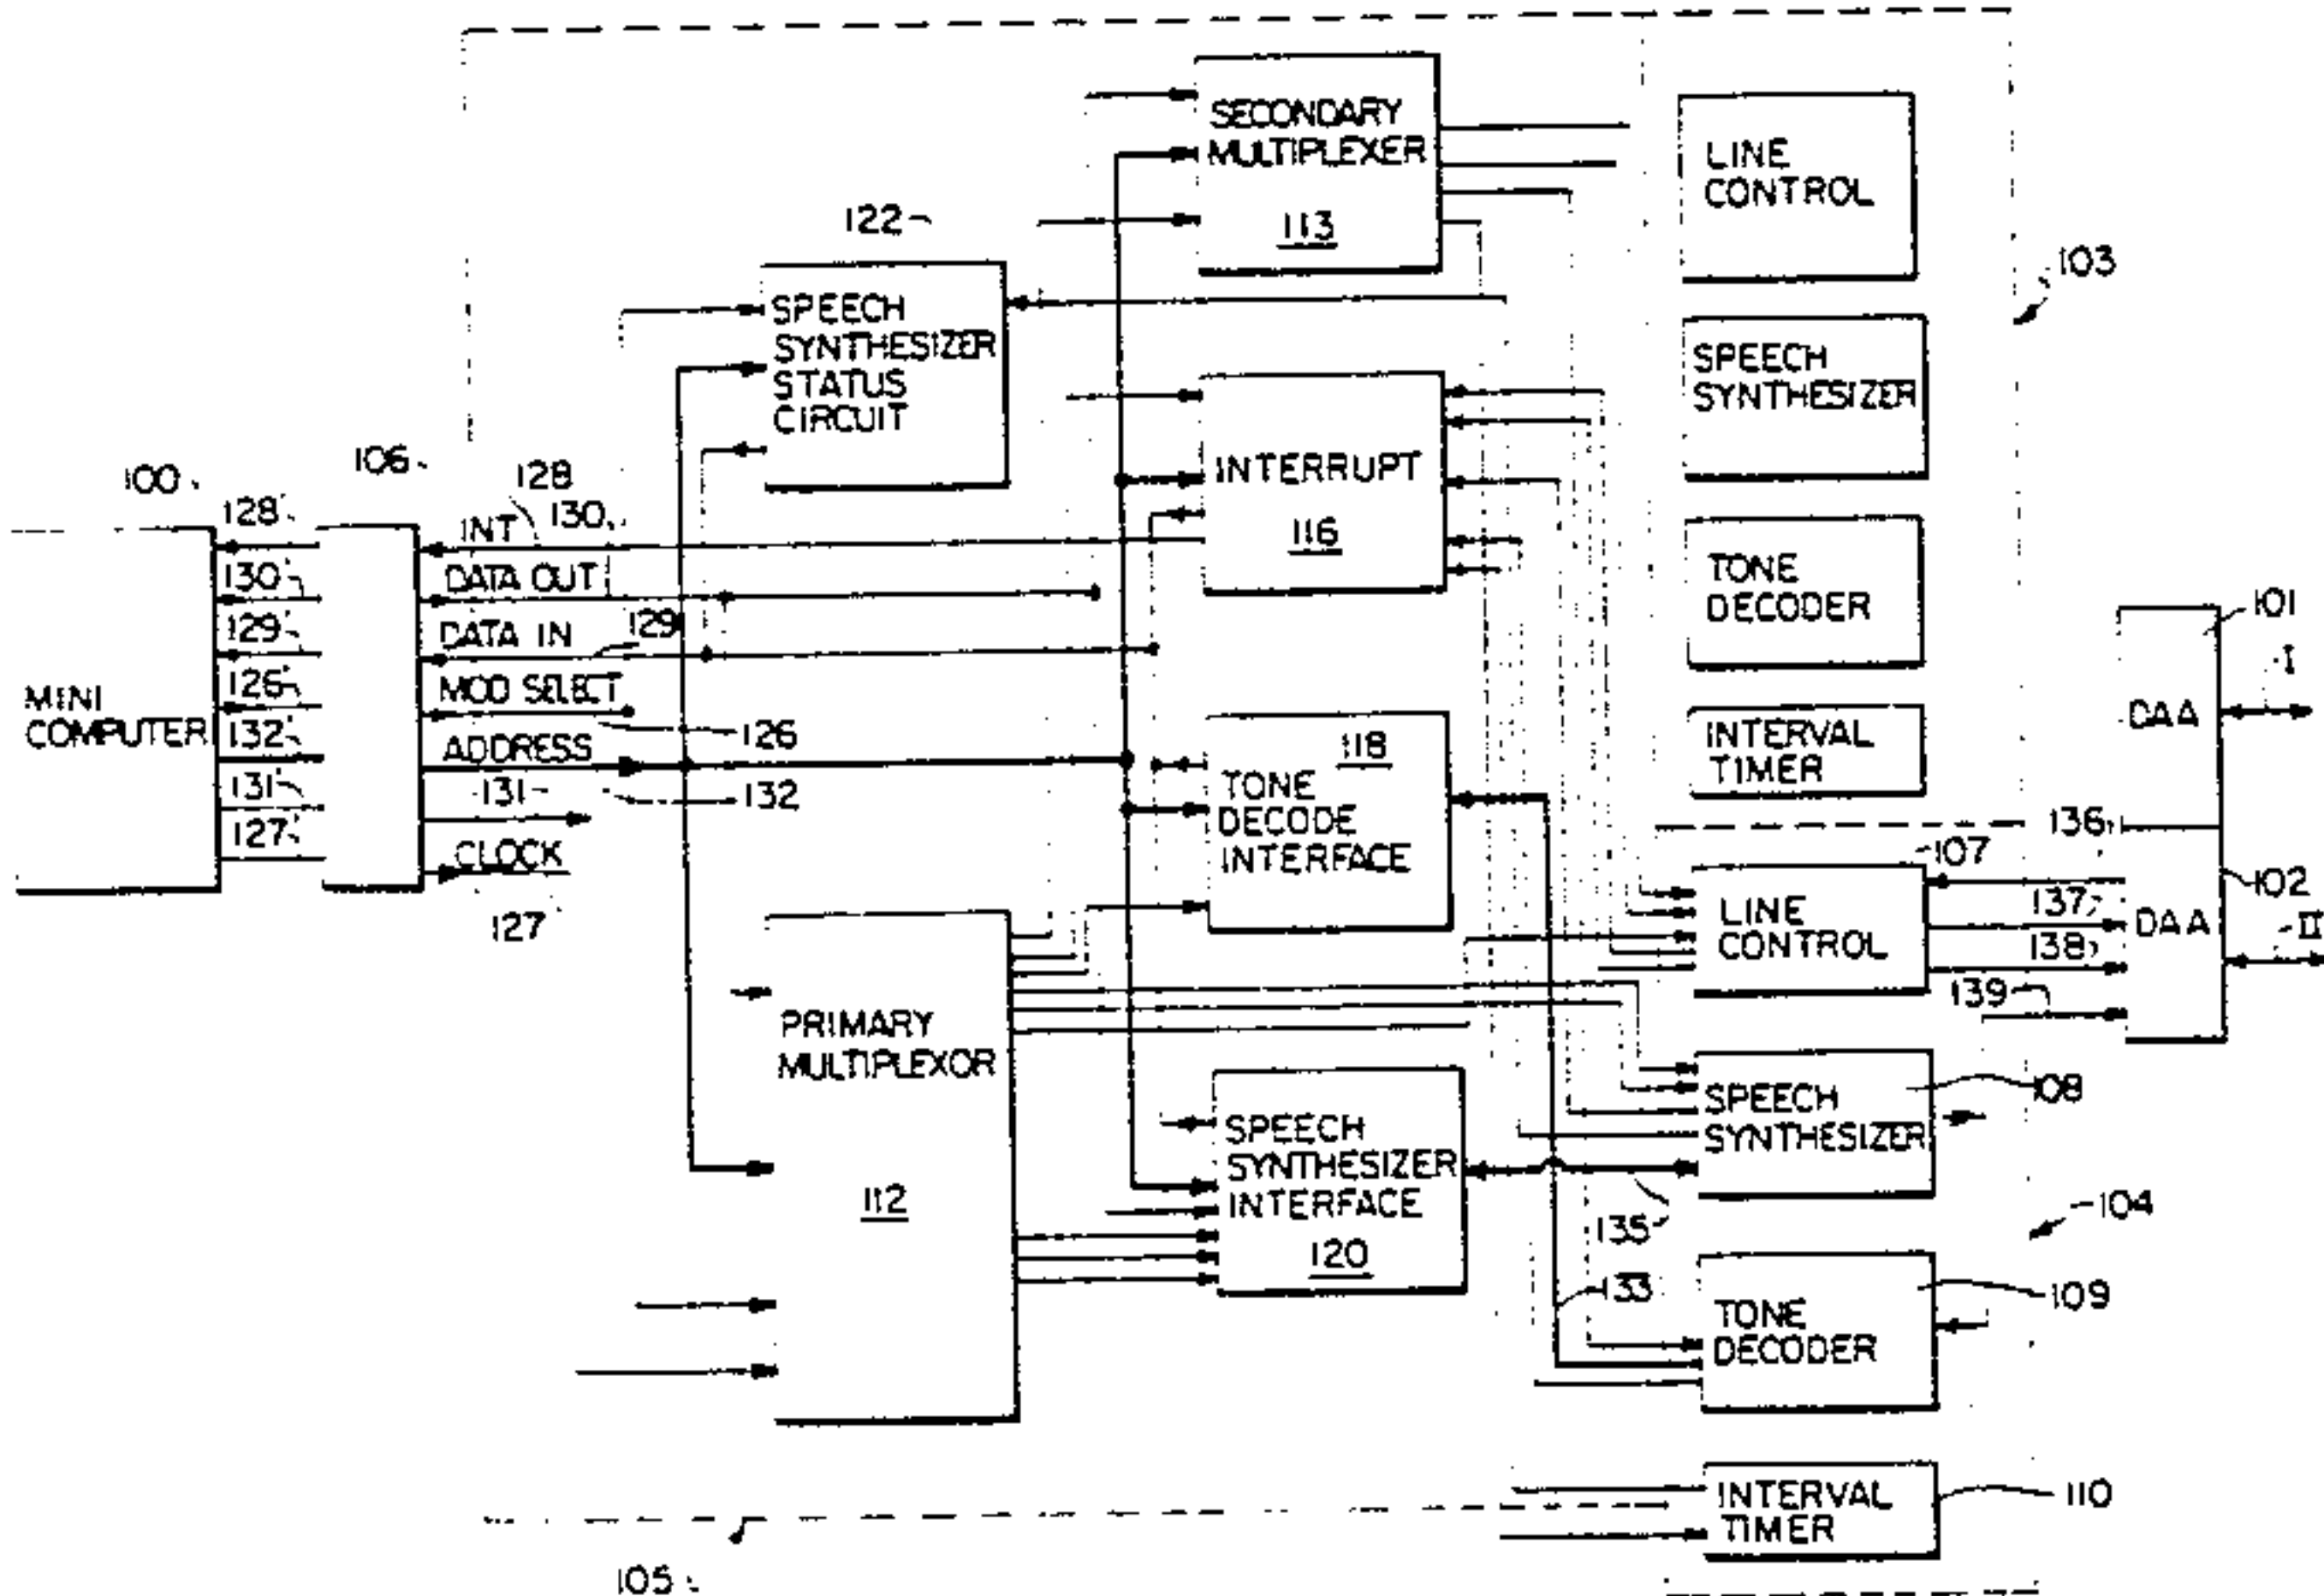 SECONDARY
MULTIPLEXER
113
LINE
CONTROL
122
103
SPEECH
SYNTHESIZER
STATUS
CIRCUIT
SPEECH
SYNTHESIZER
INTERRUPT
116
TONE
DECODER
100
106
128'
130'
129'
126'
132'
131'
127'
MINI
COMPUTER
INT
128
130
DATA OUT
DATA IN
129
MOD SELECT
126
ADDRESS
131
132
CLOCK
127
118
TONE
DECODE
INTERFACE
INTERVAL
TIMER
101
DAA
I
136
107
102
LINE
CONTROL
137
138
139
DAA
II
PRIMARY
MULTIPLEXOR
112
SPEECH
SYNTHESIZER
INTERFACE
120
SPEECH
SYNTHESIZER
108
135
104
133
TONE
DECODER
109
INTERVAL
TIMER
110
105